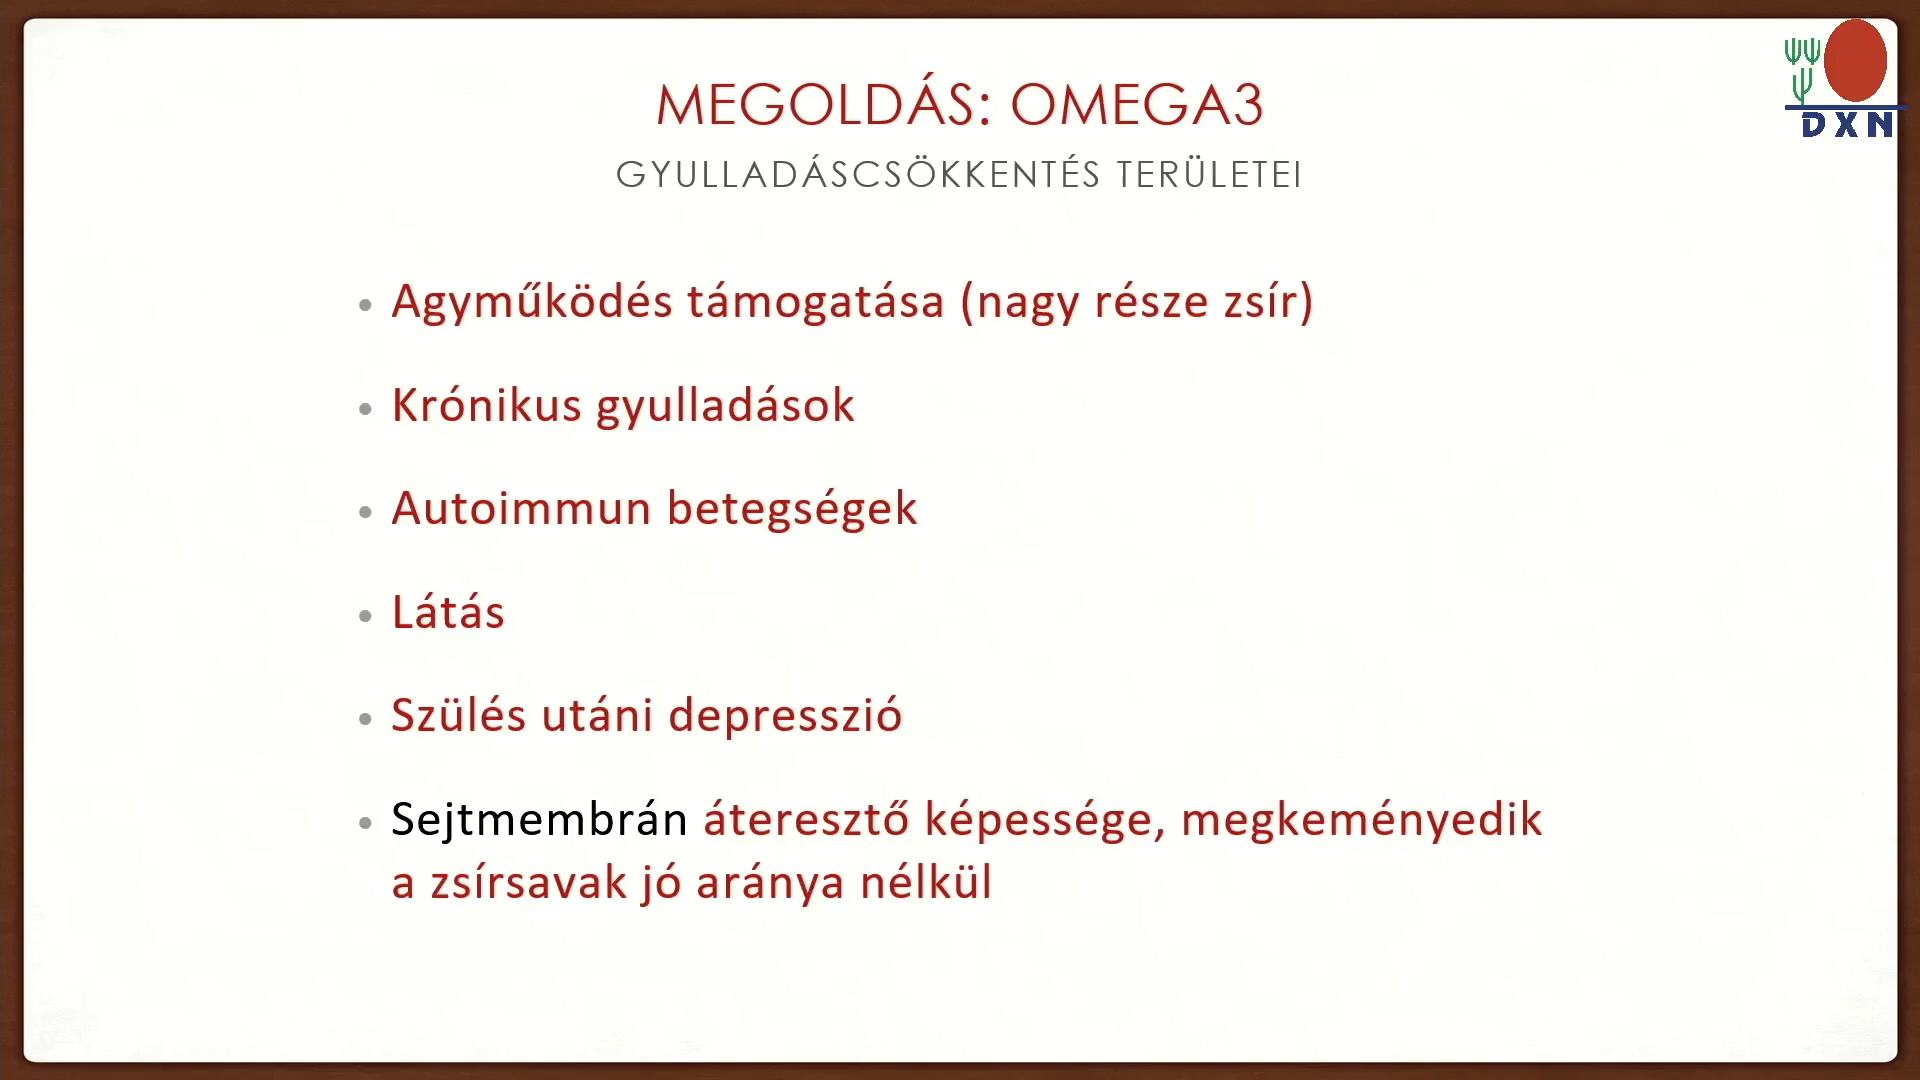 MEGOLDÁS: OMEGA3
GYULLADÁSCSÖKKENTÉS TERÜLETEI
DXN
• Agyműködés támogatása (nagy része zsír)
• Krónikus gyulladások
• Autoimmun betegségek
• Látás
• Szülés utáni depresszió
• Sejtmembrán áteresztő képessége, megkeményedik
a zsírsavak jó aránya nélkül